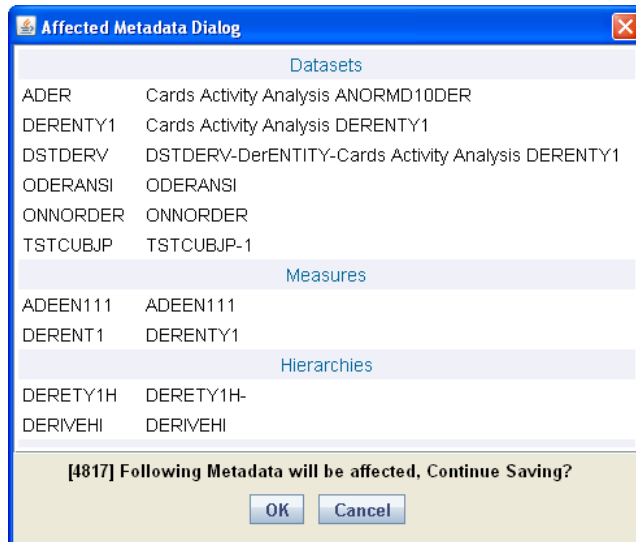 Affected Metadata Dialog
Datasets
ADER Cards Activity Analysis ANORMD10DER
DERENTY1 Cards Activity Analysis DERENTY1
DSTDERV DSTDERV-DerENTITY-Cards Activity Analysis DERENTY1
ODERANSI ODERANSI
ONNORDER ONNORDER
TSTCUBJP TSTCUBJP-1
Measures
ADEEN111 ADEEN111
DERENT1 DERENTY1
Hierarchies
DERETY1H DERETY1H-
DERIVEHI DERIVEHI
[4817] Following Metadata will be affected, Continue Saving?
OK Cancel